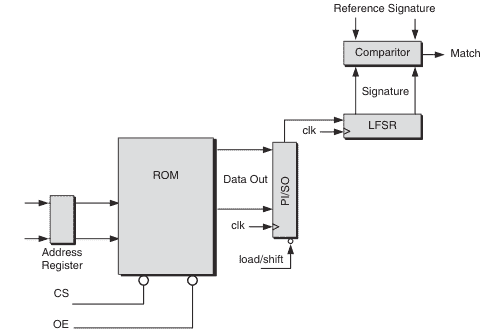 Reference Signature
Comparitor
Match
Signature
clk
LFSR
ROM
Data Out
PI/SO
clk
Address
Register
load/shift
CS
OE